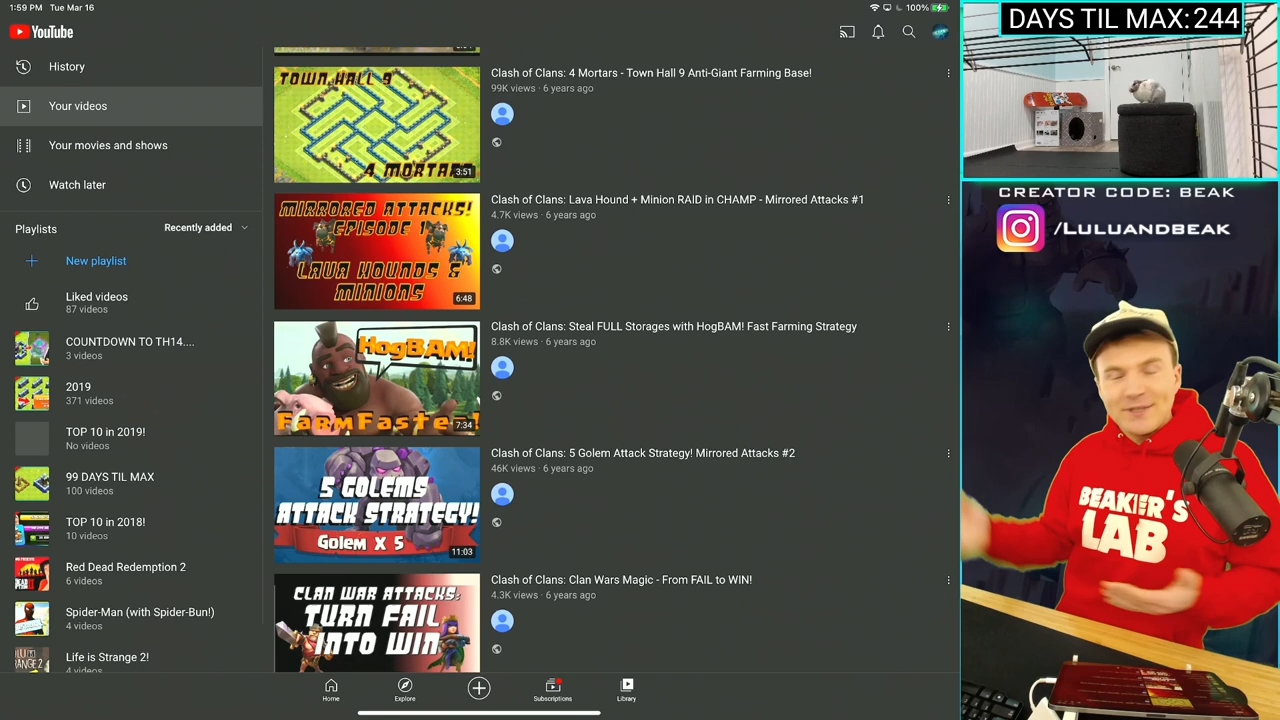 1:59 PM Tue Mar 16
100%
YouTube
History
Your videos
Your movies and shows
Watch later
Playlists
Recently added
New playlist
Liked videos
87 videos
COUNTDOWN TO TH14....
3 videos
2019
371 videos
TOP 10 in 2019!
No videos
99 DAYS TIL MAX
100 videos
TOP 10 in 2018!
10 videos
Red Dead Redemption 2
6 videos
Spider-Man (with Spider-Bun!)
4 videos
Life is Strange 2!
TOWN HALL 9
4 MORTARS
3:51
Clash of Clans: 4 Mortars - Town Hall 9 Anti-Giant Farming Base!
99K views · 6 years ago
MIRRORED ATTACKS!
EPISODE 1
LAVA HOUNDS &
MINIONS
6:48
Clash of Clans: Lava Hound + Minion RAID in CHAMP - Mirrored Attacks #1
4.7K views · 6 years ago
HogBAM!
FarmFaster!
7:34
Clash of Clans: Steal FULL Storages with HogBAM! Fast Farming Strategy
8.8K views · 6 years ago
5 GOLEMS
ATTACK STRATEGY!
Golem X 5
11:03
Clash of Clans: 5 Golem Attack Strategy! Mirrored Attacks #2
46K views · 6 years ago
CLAN WAR ATTACKS:
TURN FAIL
INTO WIN
Clash of Clans: Clan Wars Magic - From FAIL to WIN!
4.3K views · 6 years ago
Home
Explore
Subscriptions
Library
DAYS TIL MAX: 244
CREATOR CODE: BEAK
/LULUANDBEAK
BEAKER'S
LAB